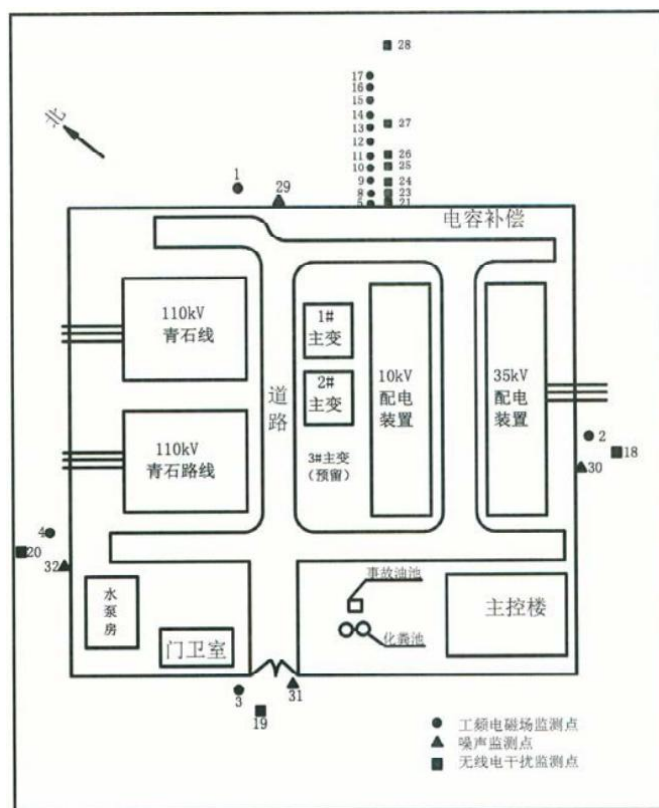 28
17
16
15
14
13
27
12
11
26
10
25
9
24
8
23
5
21
北
1
29
电容补偿
110kV
青石线
1#
主变
2#
主变
3#主变
(预留)
道
路
10kV
配电
装置
35kV
配电
装置
110kV
青石路线
2
18
30
4
20
32
水
泵
房
门卫室
事故油池
化粪池
主控楼
3
19
31
工频电磁场监测点
噪声监测点
无线电干扰监测点